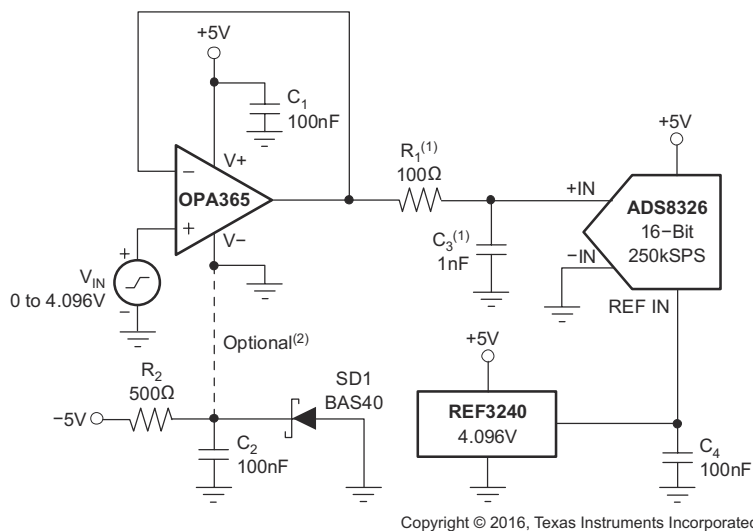 +5V
C1
100nF
V+
−
OPA365
+
V−
R1(1)
100Ω
C3(1)
1nF
+5V
+IN
ADS8326
16−Bit
250kSPS
−IN
REF IN
+
VIN
0 to 4.096V
−
Optional(2)
R2
500Ω
−5V
C2
100nF
SD1
BAS40
+5V
REF3240
4.096V
C4
100nF
Copyright © 2016, Texas Instruments Incorporated